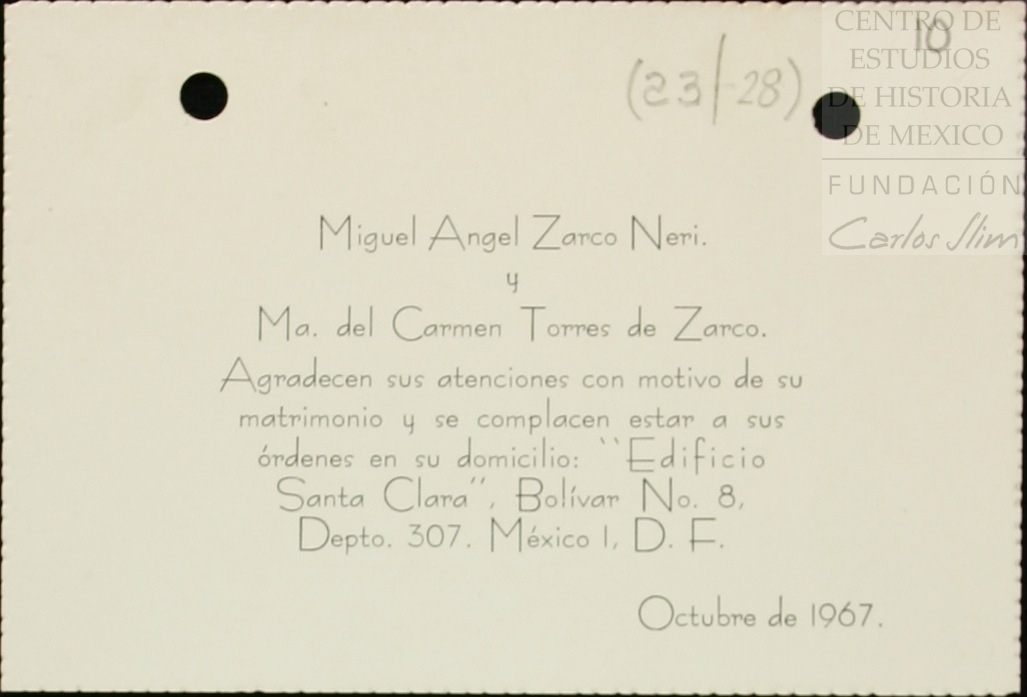 CENTRO DE
ESTUDIOS
DE HISTORIA
DE MEXICO
FUNDACIÓN
Carlos Slim
10
(23/-28)
Miguel Angel Zarco Neri.
y
Ma. del Carmen Torres de Zarco.
Agradecen sus atenciones con motivo de su
matrimonio y se complacen estar a sus
órdenes en su domicilio: "Edificio
Santa Clara", Bolívar No. 8,
Depto. 307. México 1, D. F.
Octubre de 1967.